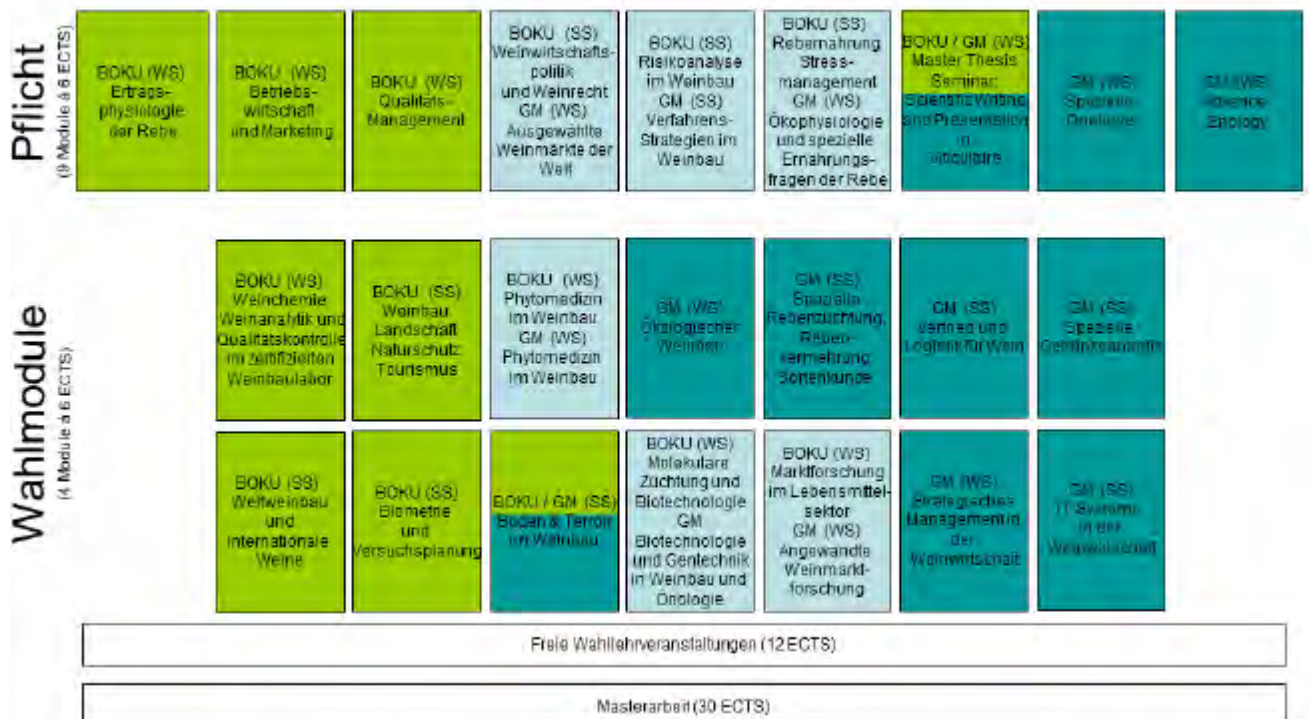 Pflicht
(9 Module à 6 ECTS)
BOKU (WS)
Ertrags-
physiologie
der Rebe
BOKU (WS)
Betriebs-
wirtschaft
und Marketing
BOKU (WS)
Qualitäts-
Management
BOKU (SS)
Weinwirtschafts-
politik
und Weinrecht
GM (WS)
Ausgewählte
Weinmärkte der
Welt
BOKU (SS)
Risikoanalyse
im Weinbau
GM (SS)
Verfahrens-
Strategien im
Weinbau
BOKU (SS)
Rebernährung
Stress-
management
GM (WS)
Ökophysiologie
und spezielle
Ernährungs-
fragen der Rebe
BOKU / GM (WS)
Master Thesis
Seminar:
Scientific Writing
and Presentation
in
viticulture
GM (WS)
Spezielle
Önologie
GM (WS)
Enology
Wahlmodule
(4 Module à 6 ECTS)
BOKU (WS)
Weinchemie
Weinanalytik und
Qualitätskontrolle
im zertifizierten
Weinbaulabor
BOKU (SS)
Weinbau
Landschaft
Naturschutz
Tourismus
BOKU (WS)
Phytomedizin
im Weinbau
GM (WS)
Phytomedizin
im Weinbau
GM (WS)
Ökologischer
Weinbau
GM (SS)
Spezielle
Rebenzüchtung,
Reben-
vermehrung
Sortenkunde
GM (SS)
Vertrieb und
Logistik für Wein
GM (SS)
Spezielle
BOKU (SS)
Weltweinbau
und
Internationale
Weine
BOKU (SS)
Biometrie
und
Versuchsplanung
BOKU / GM (SS)
Boden & Terroir
im Weinbau
BOKU (WS)
Molekulare
Züchtung und
Biotechnologie
GM
Biotechnologie
und Gentechnik
in Weinbau und
Önologie
BOKU (WS)
Marktforschung
im Lebensmittel-
sektor
GM (WS)
Angewandte
Weinmarkt-
forschung
GM (WS)
Strategisches
Management in
der
Weinwirtschaft
GM (SS)
IT-Systeme
in der
Weinwirtschaft
Freie Wahllehrveranstaltungen (12 ECTS)
Masterarbeit (30 ECTS)